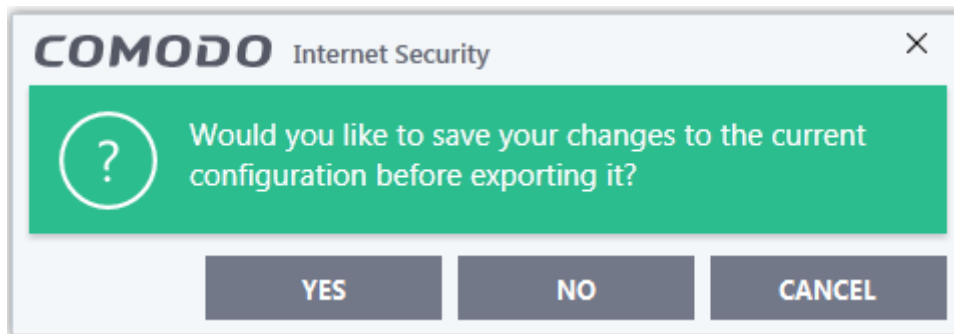 COMODO Internet Security
Would you like to save your changes to the current
configuration before exporting it?
YES NO CANCEL